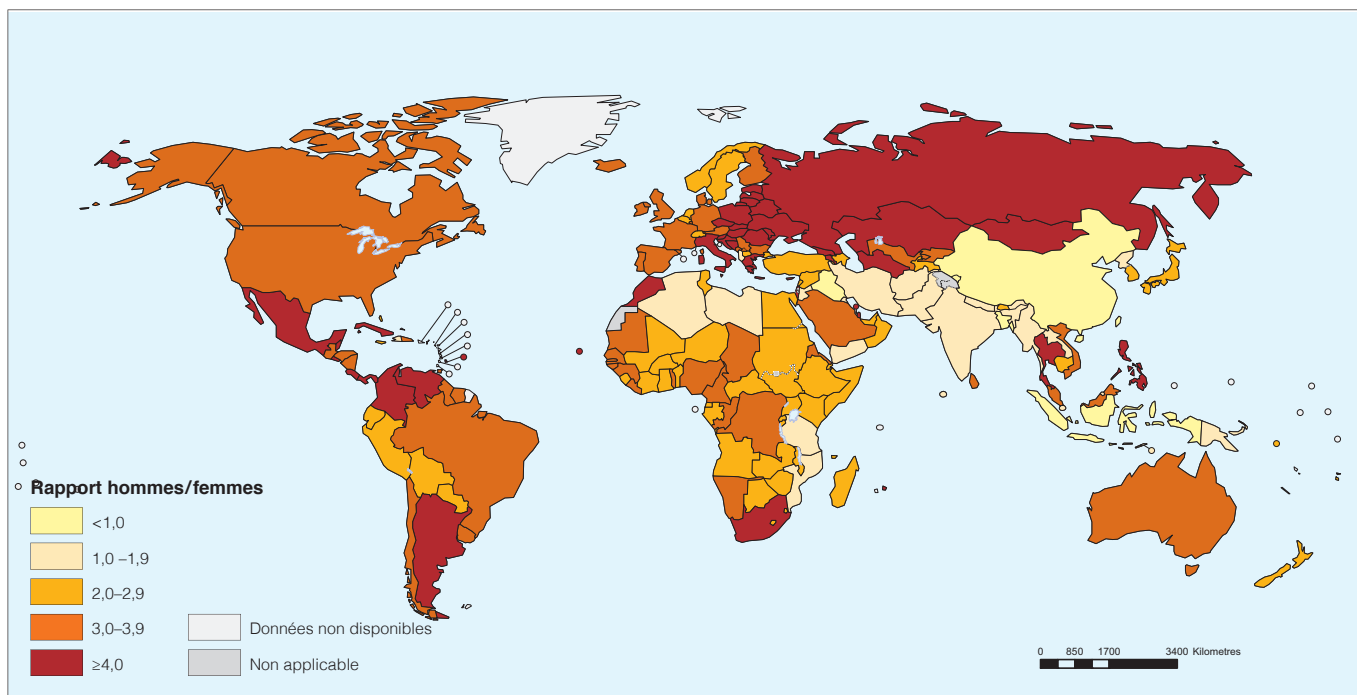 Rapport hommes/femmes
<1,0
1,0 –1,9
2,0–2,9
3,0–3,9
≥4,0
Données non disponibles
Non applicable
0 850 1700 3400 Kilometres